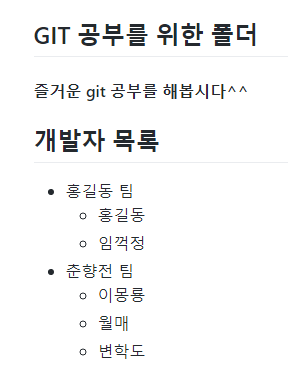 GIT 공부를 위한 폴더
즐거운 git 공부를 해봅시다^^
개발자 목록
홍길동 팀
홍길동
임꺽정
춘향전 팀
이몽룡
월매
변학도